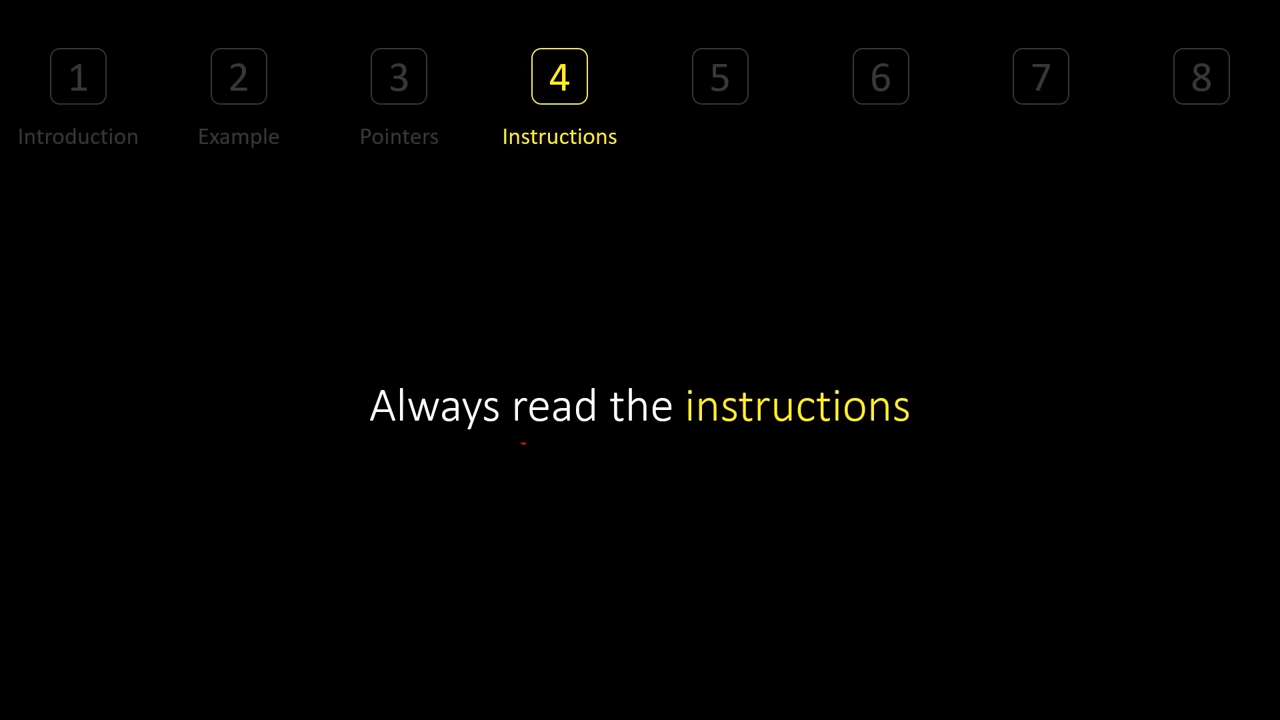 1 2 3 4 5 6 7 8
Introduction Example Pointers Instructions
Always read the instructions